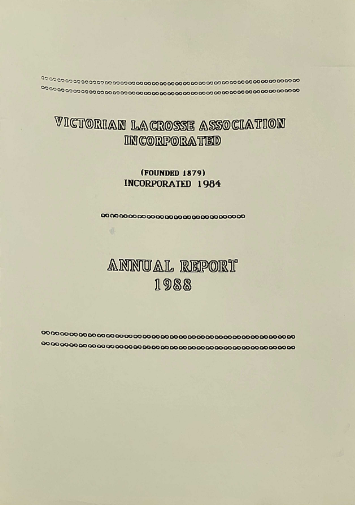 VICTORIAN LACROSSE ASSOCIATION
INCORPORATED
(FOUNDED 1879)
INCORPORATED 1984
ANNUAL REPORT
1988